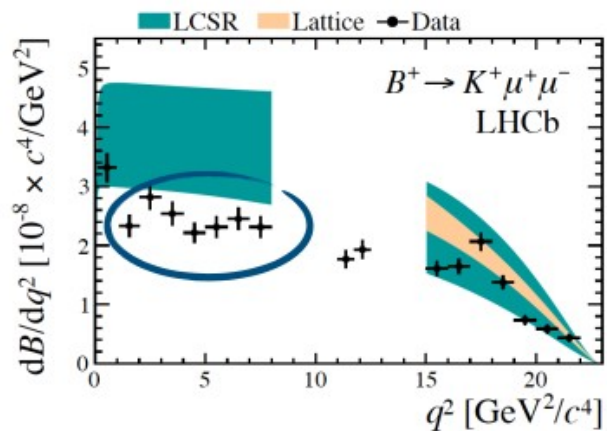 LCSR Lattice Data
B⁺ → K⁺μ⁺μ⁻
LHCb
dB/dq² [10⁻⁸ × c⁴/GeV²]
5
4
3
2
1
0
0 5 10 15 20
q² [GeV²/c⁴]